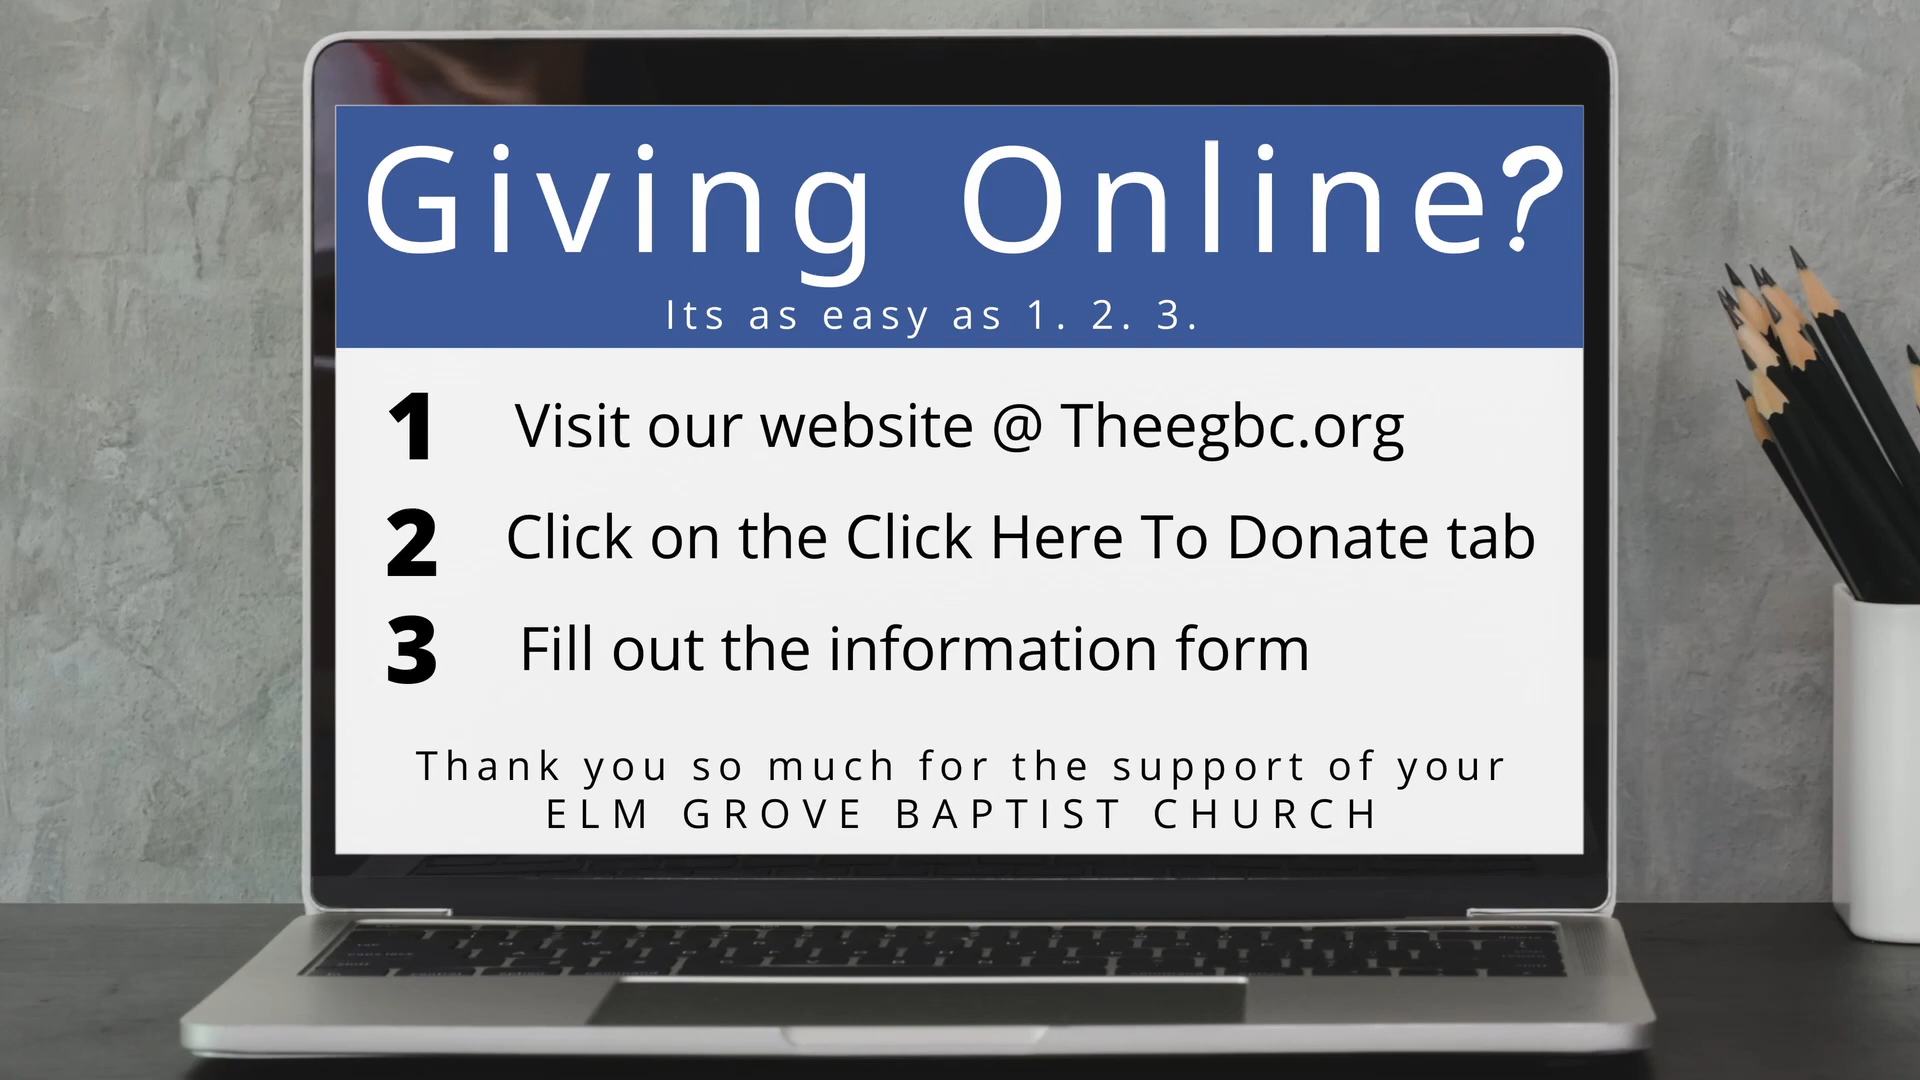 Giving Online?
Its as easy as 1. 2. 3.
1 Visit our website @ Theegbc.org
2 Click on the Click Here To Donate tab
3 Fill out the information form
Thank you so much for the support of your
ELM GROVE BAPTIST CHURCH